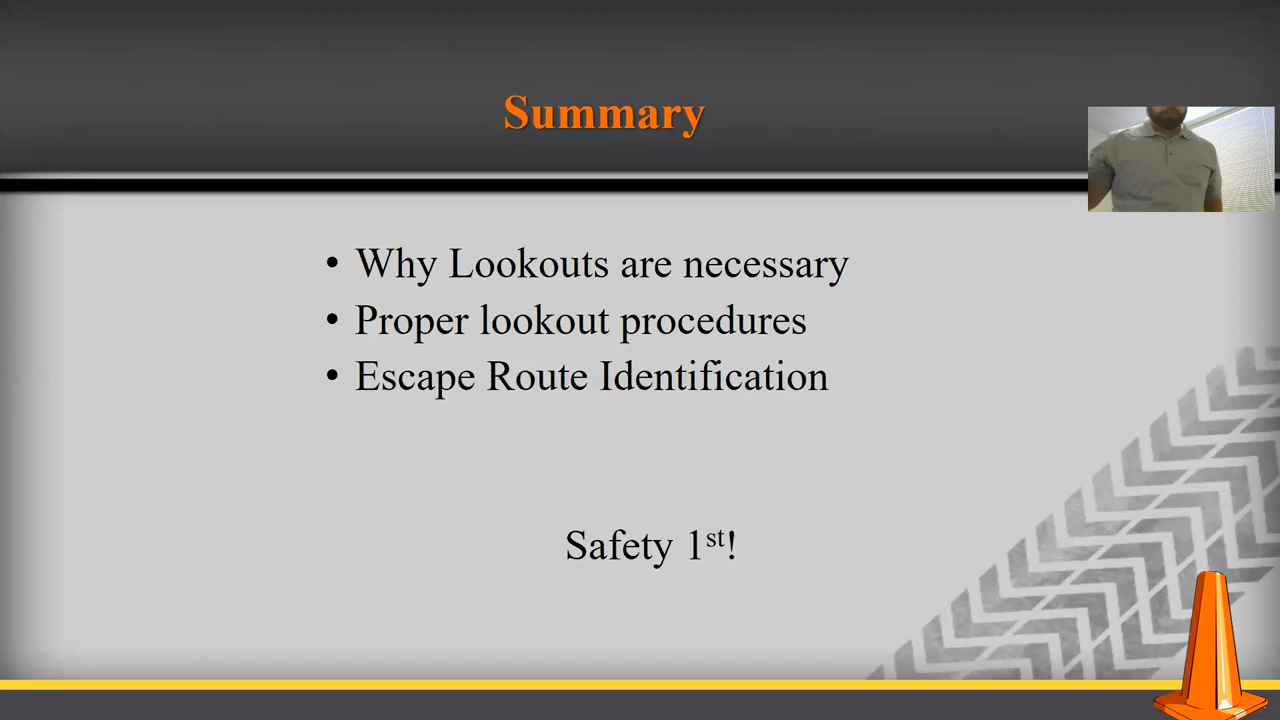 Summary
• Why Lookouts are necessary
• Proper lookout procedures
• Escape Route Identification
Safety 1st!